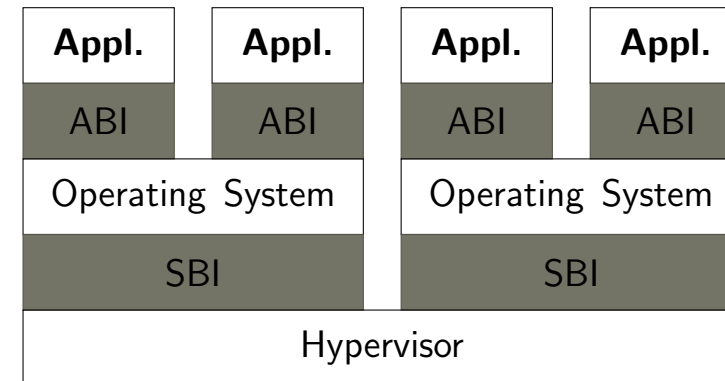 Appl. Appl. Appl. Appl.
ABI ABI ABI ABI
Operating System Operating System
SBI SBI
Hypervisor